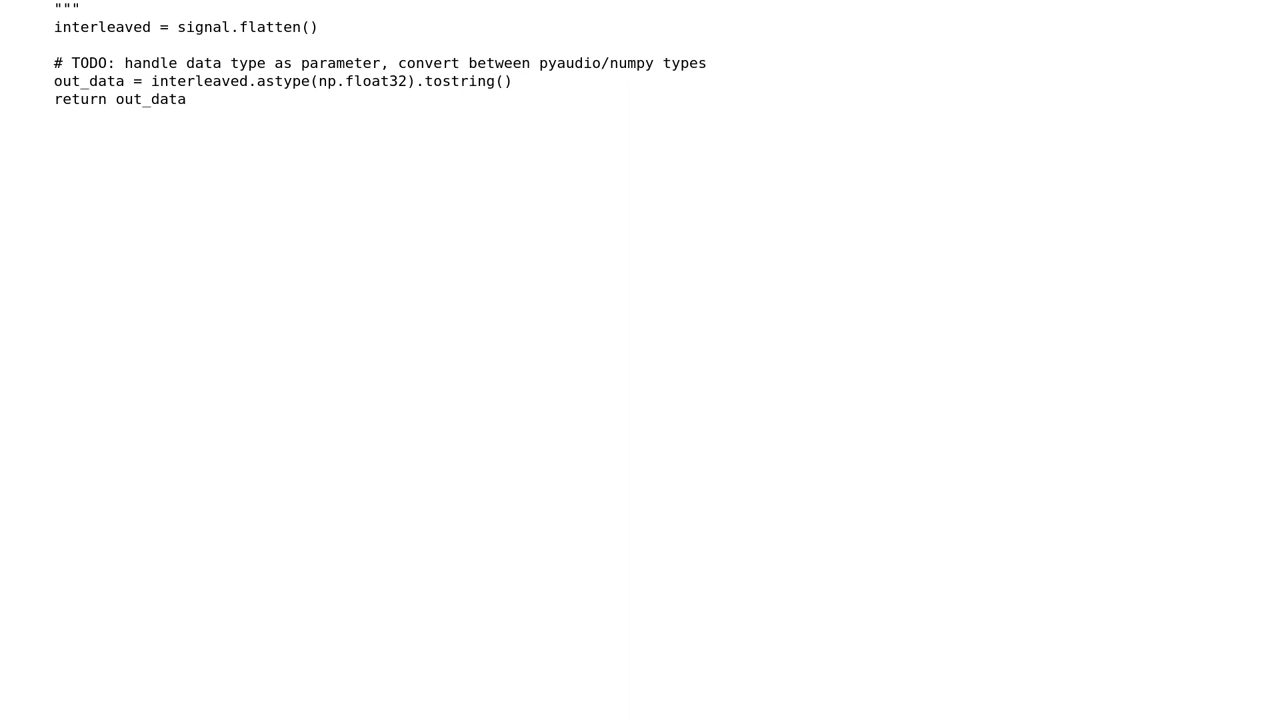 """
interleaved = signal.flatten()
# TODO: handle data type as parameter, convert between pyaudio/numpy types
out_data = interleaved.astype(np.float32).tostring()
return out_data